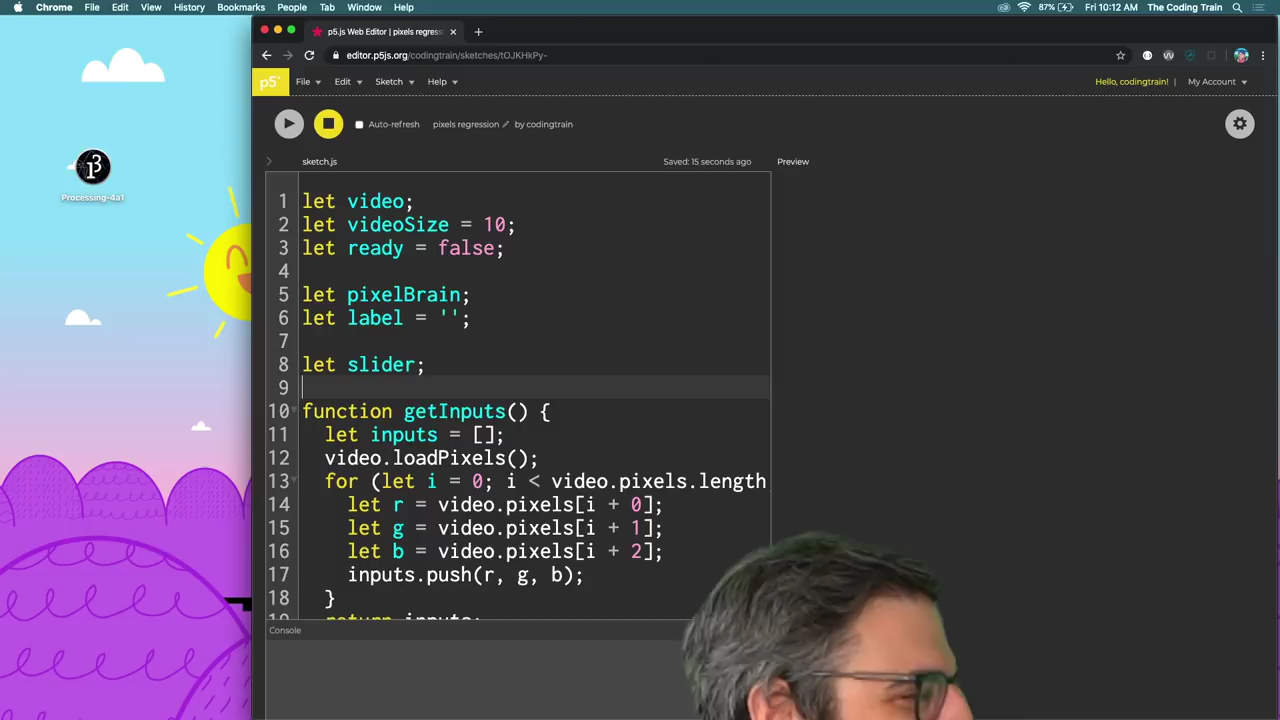 Chrome File Edit View History Bookmarks People Tab Window Help
87% Fri 10:12 AM The Coding Train
p5.js Web Editor | pixels regres
editor.p5js.org/codingtrain/sketches/tOJKHkPy-
p5* File Edit Sketch Help
Hello, codingtrain! | My Account
Auto-refresh pixels regression by codingtrain
sketch.js Saved: 15 seconds ago Preview
Processing-4a1
1 let video;
2 let videoSize = 10;
3 let ready = false;
4
5 let pixelBrain;
6 let label = '';
7
8 let slider;
9
10 function getInputs() {
11 let inputs = [];
12 video.loadPixels();
13 for (let i = 0; i < video.pixels.length
14 let r = video.pixels[i + 0];
15 let g = video.pixels[i + 1];
16 let b = video.pixels[i + 2];
17 inputs.push(r, g, b);
18 }
19 return inputs;
Console